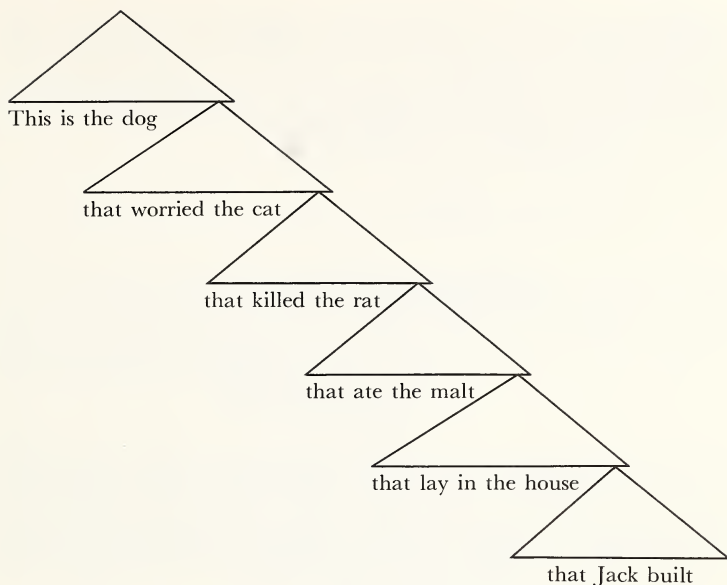 This is the dog
that worried the cat
that killed the rat
that ate the malt
that lay in the house
that Jack built